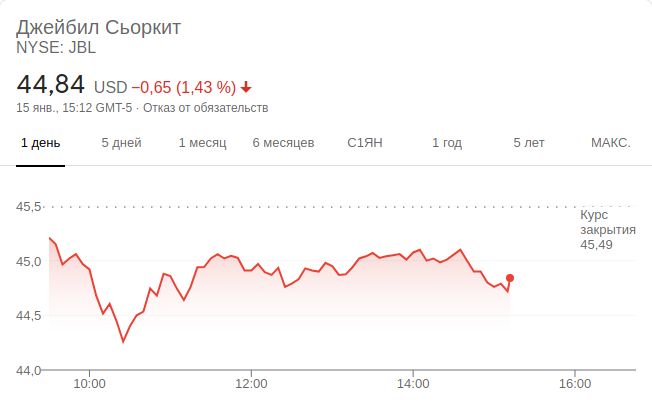 Джейбил Сьоркит
NYSE: JBL
44,84 USD −0,65 (1,43 %)
15 янв., 15:12 GMT-5 · Отказ от обязательств
1 день 5 дней 1 месяц 6 месяцев С1ЯН 1 год 5 лет МАКС.
45,5
Курс
закрытия
45,49
45,0
44,5
44,0
10:00 12:00 14:00 16:00